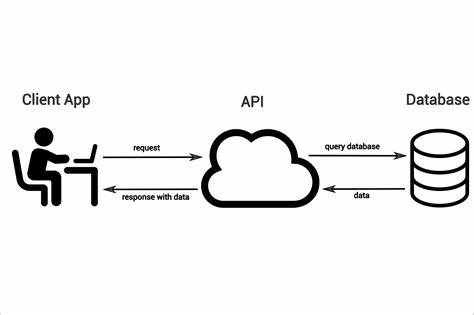 Client App
API
Database
request
query database
response with data
data